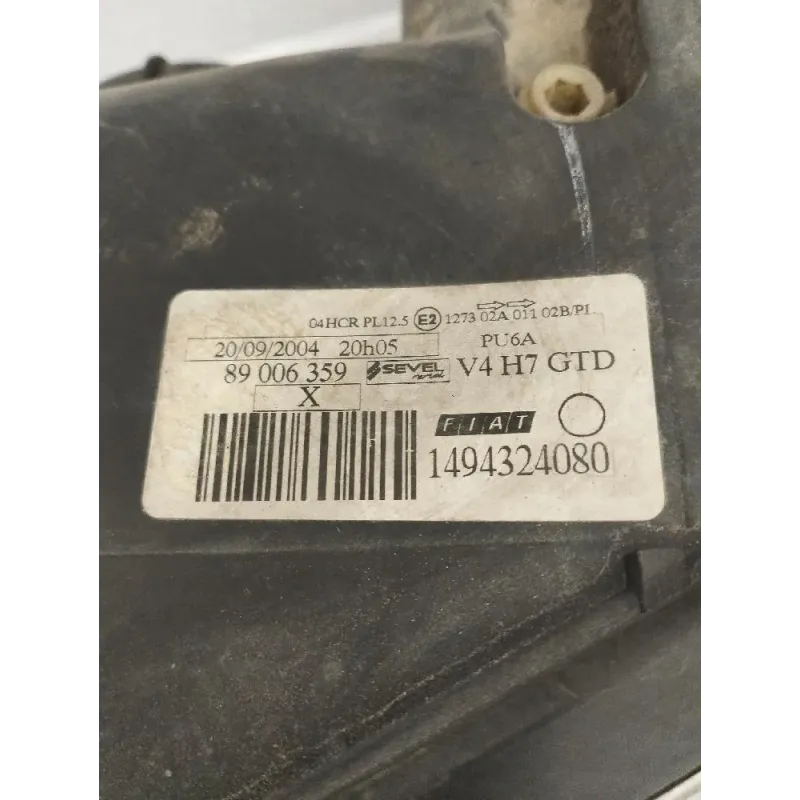 04HCR PL12.5 E2 1273 02A 011 02B/PL
20/09/2004 20h05 PU6A
89 006 359 SEVEL V4 H7 GTD
X
FIAT
1494324080